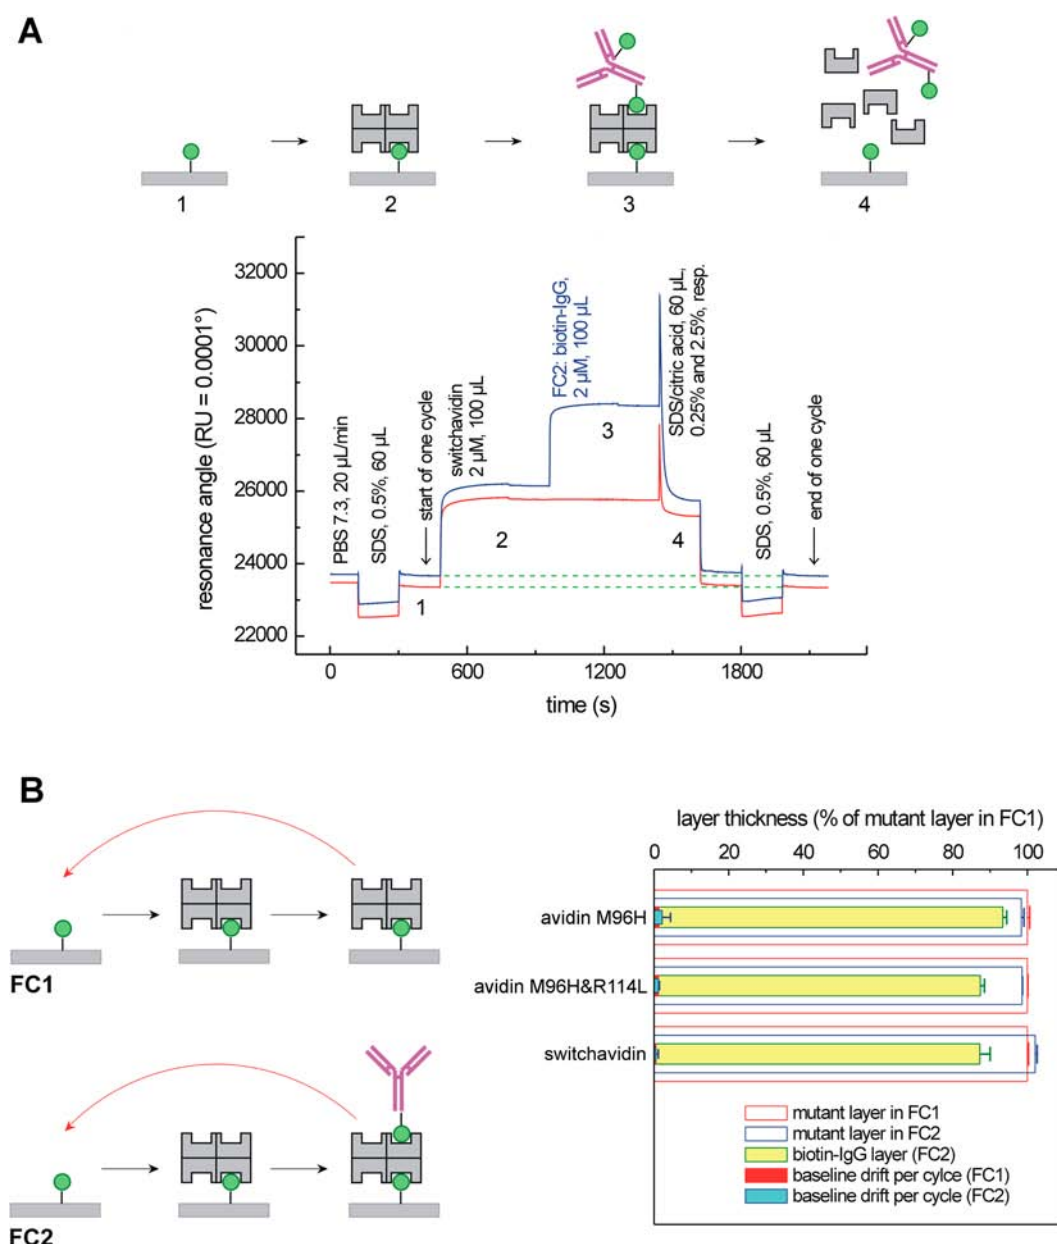 A
1
2
3
4
resonance angle (RU = 0.0001°)
32000
30000
28000
26000
24000
22000
PBS 7.3, 20 µL/min
SDS, 0.5%, 60 µL
start of one cycle
switchavidin
2 µM, 100 µL
FC2: biotin-IgG,
2 µM, 100 µL
SDS/citric acid, 60 µL,
0.25% and 2.5%, resp.
SDS, 0.5%, 60 µL
end of one cycle
1
2
3
4
0
600
1200
1800
time (s)
B
FC1
FC2
layer thickness (% of mutant layer in FC1)
0
20
40
60
80
100
avidin M96H
avidin M96H&R114L
switchavidin
mutant layer in FC1
mutant layer in FC2
biotin-IgG layer (FC2)
baseline drift per cylce (FC1)
baseline drift per cycle (FC2)